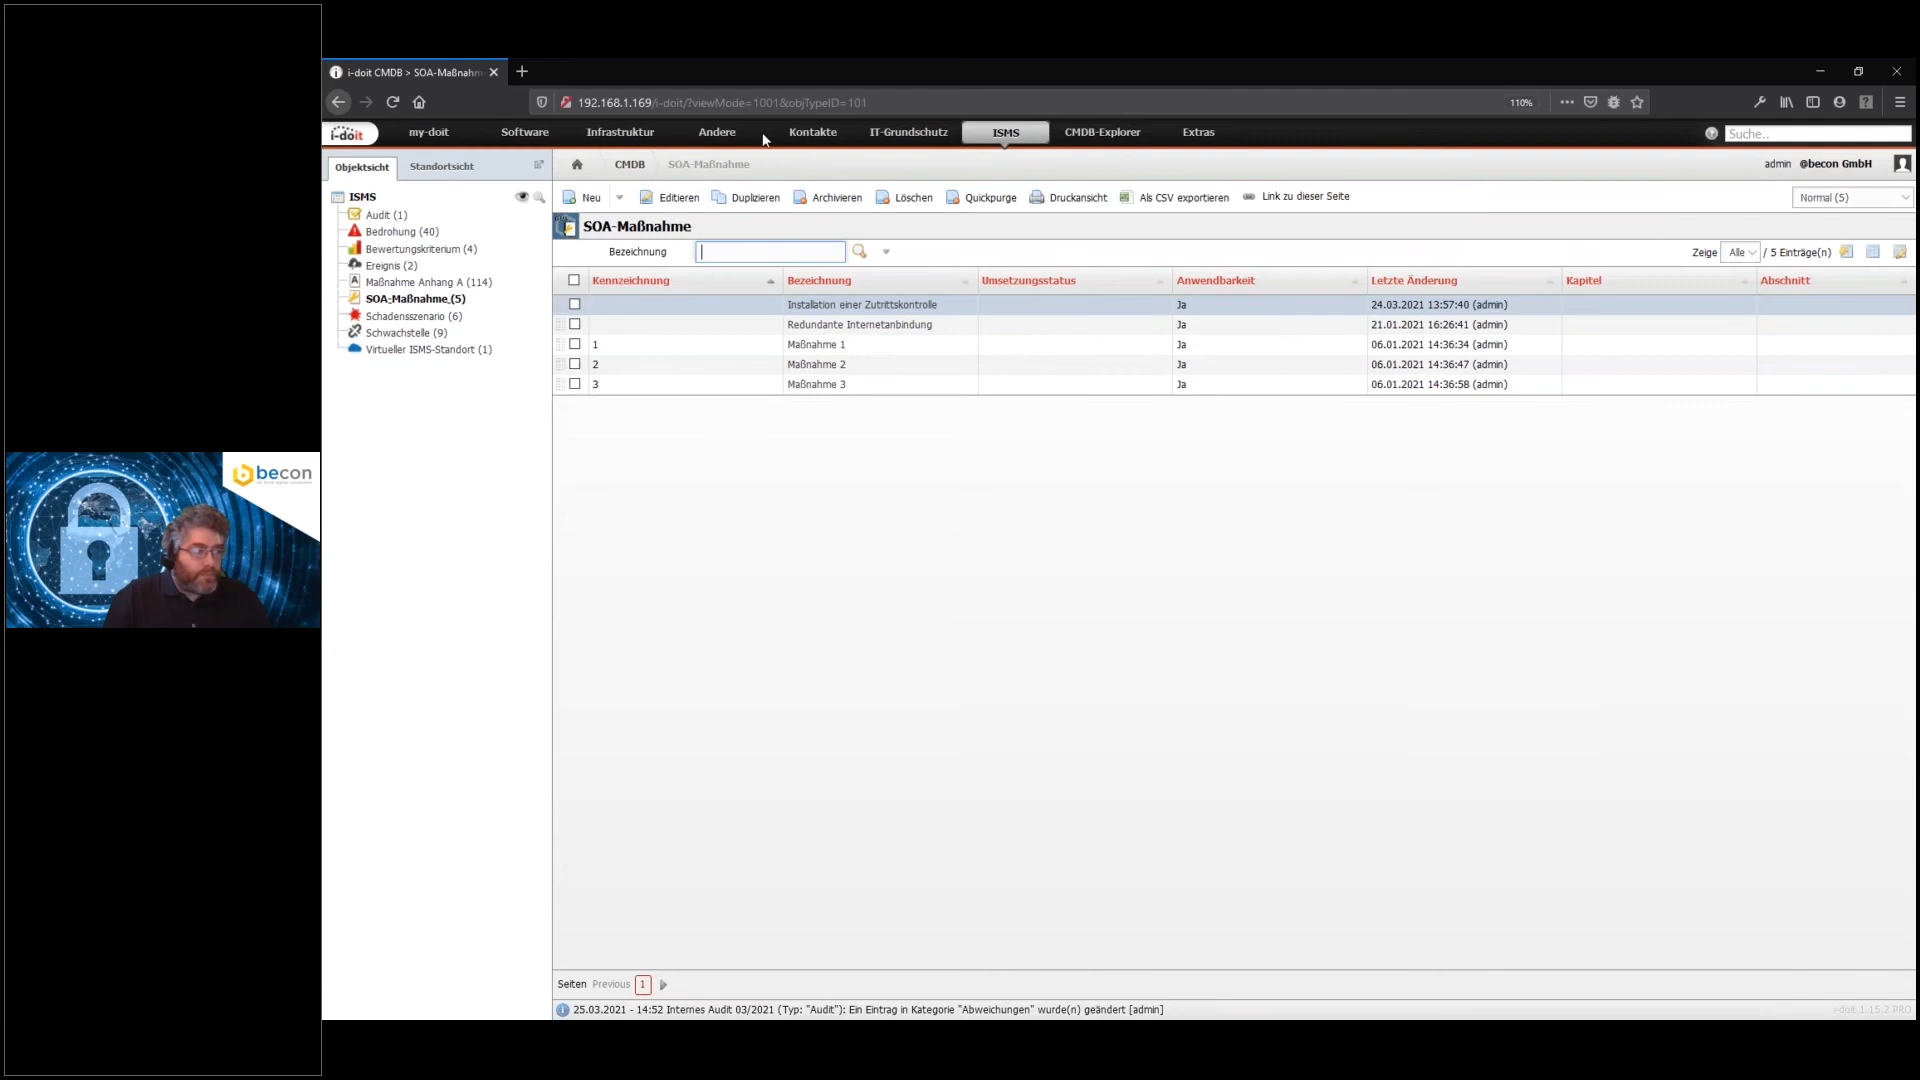 i-doit CMDB > SOA-Maßnahm
192.168.1.169/i-doit/?viewMode=1001&objTypeID=101
110%
i-doit
my-doit
Software
Infrastruktur
Andere
Kontakte
IT-Grundschutz
ISMS
CMDB-Explorer
Extras
Suche..
Objektsicht
Standortsicht
CMDB
SOA-Maßnahme
admin @becon GmbH
ISMS
Audit (1)
Bedrohung (40)
Bewertungskriterium (4)
Ereignis (2)
Maßnahme Anhang A (114)
SOA-Maßnahme (5)
Schadensszenario (6)
Schwachstelle (9)
Virtueller ISMS-Standort (1)
Neu
Editieren
Duplizieren
Archivieren
Löschen
Quickpurge
Druckansicht
Als CSV exportieren
Link zu dieser Seite
Normal (5)
SOA-Maßnahme
Bezeichnung
Zeige Alle / 5 Einträge(n)
Kennzeichnung Bezeichnung Umsetzungsstatus Anwendbarkeit Letzte Änderung Kapitel Abschnitt
Installation einer Zutrittskontrolle Ja 24.03.2021 13:57:40 (admin)
Redundante Internetanbindung Ja 21.01.2021 16:26:41 (admin)
1 Maßnahme 1 Ja 06.01.2021 14:36:34 (admin)
2 Maßnahme 2 Ja 06.01.2021 14:36:47 (admin)
3 Maßnahme 3 Ja 06.01.2021 14:36:58 (admin)
becon
Seiten Previous 1
25.03.2021 - 14:52 Internes Audit 03/2021 (Typ: "Audit"): Ein Eintrag in Kategorie "Abweichungen" wurde(n) geändert [admin]
i-doit 1.15.2 PRO